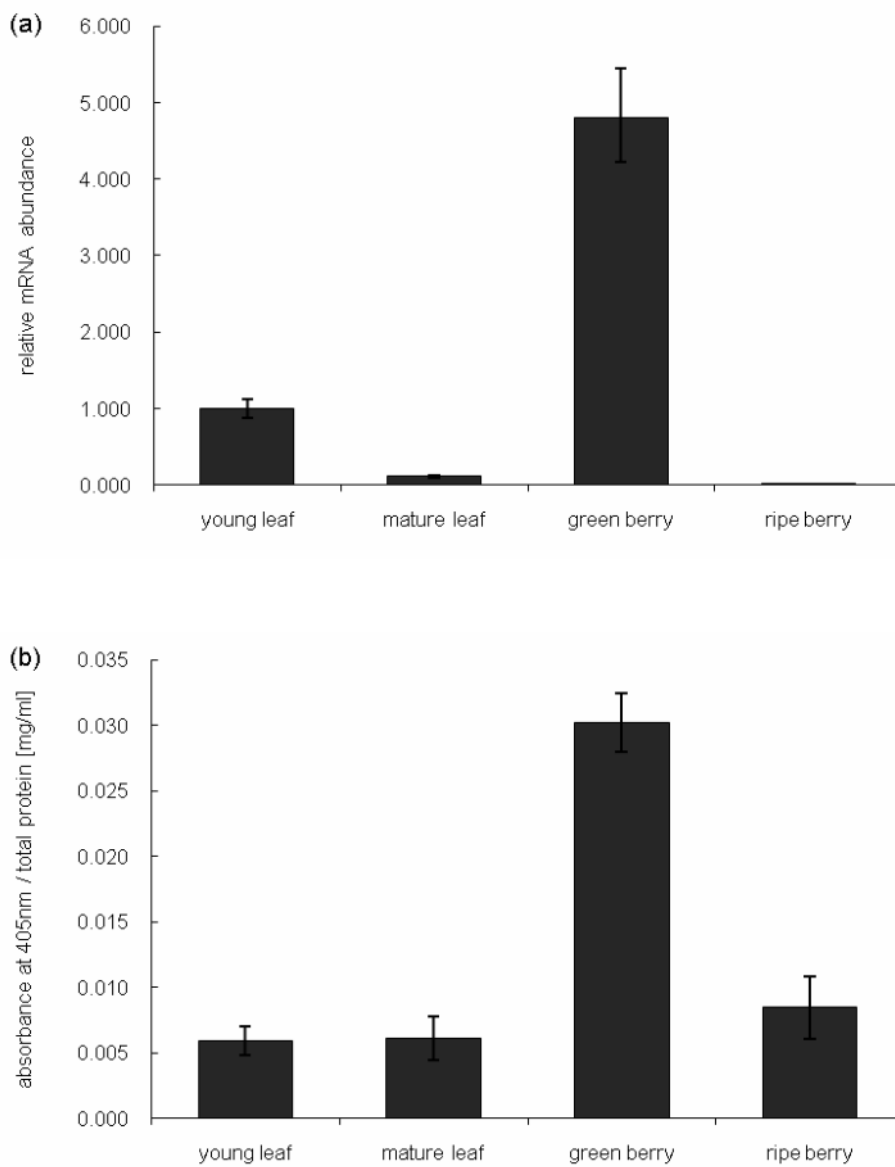 (a)
relative mRNA abundance
6.000
5.000
4.000
3.000
2.000
1.000
0.000
young leaf mature leaf green berry ripe berry
(b)
absorbance at 405nm / total protein [mg/ml]
0.035
0.030
0.025
0.020
0.015
0.010
0.005
0.000
young leaf mature leaf green berry ripe berry